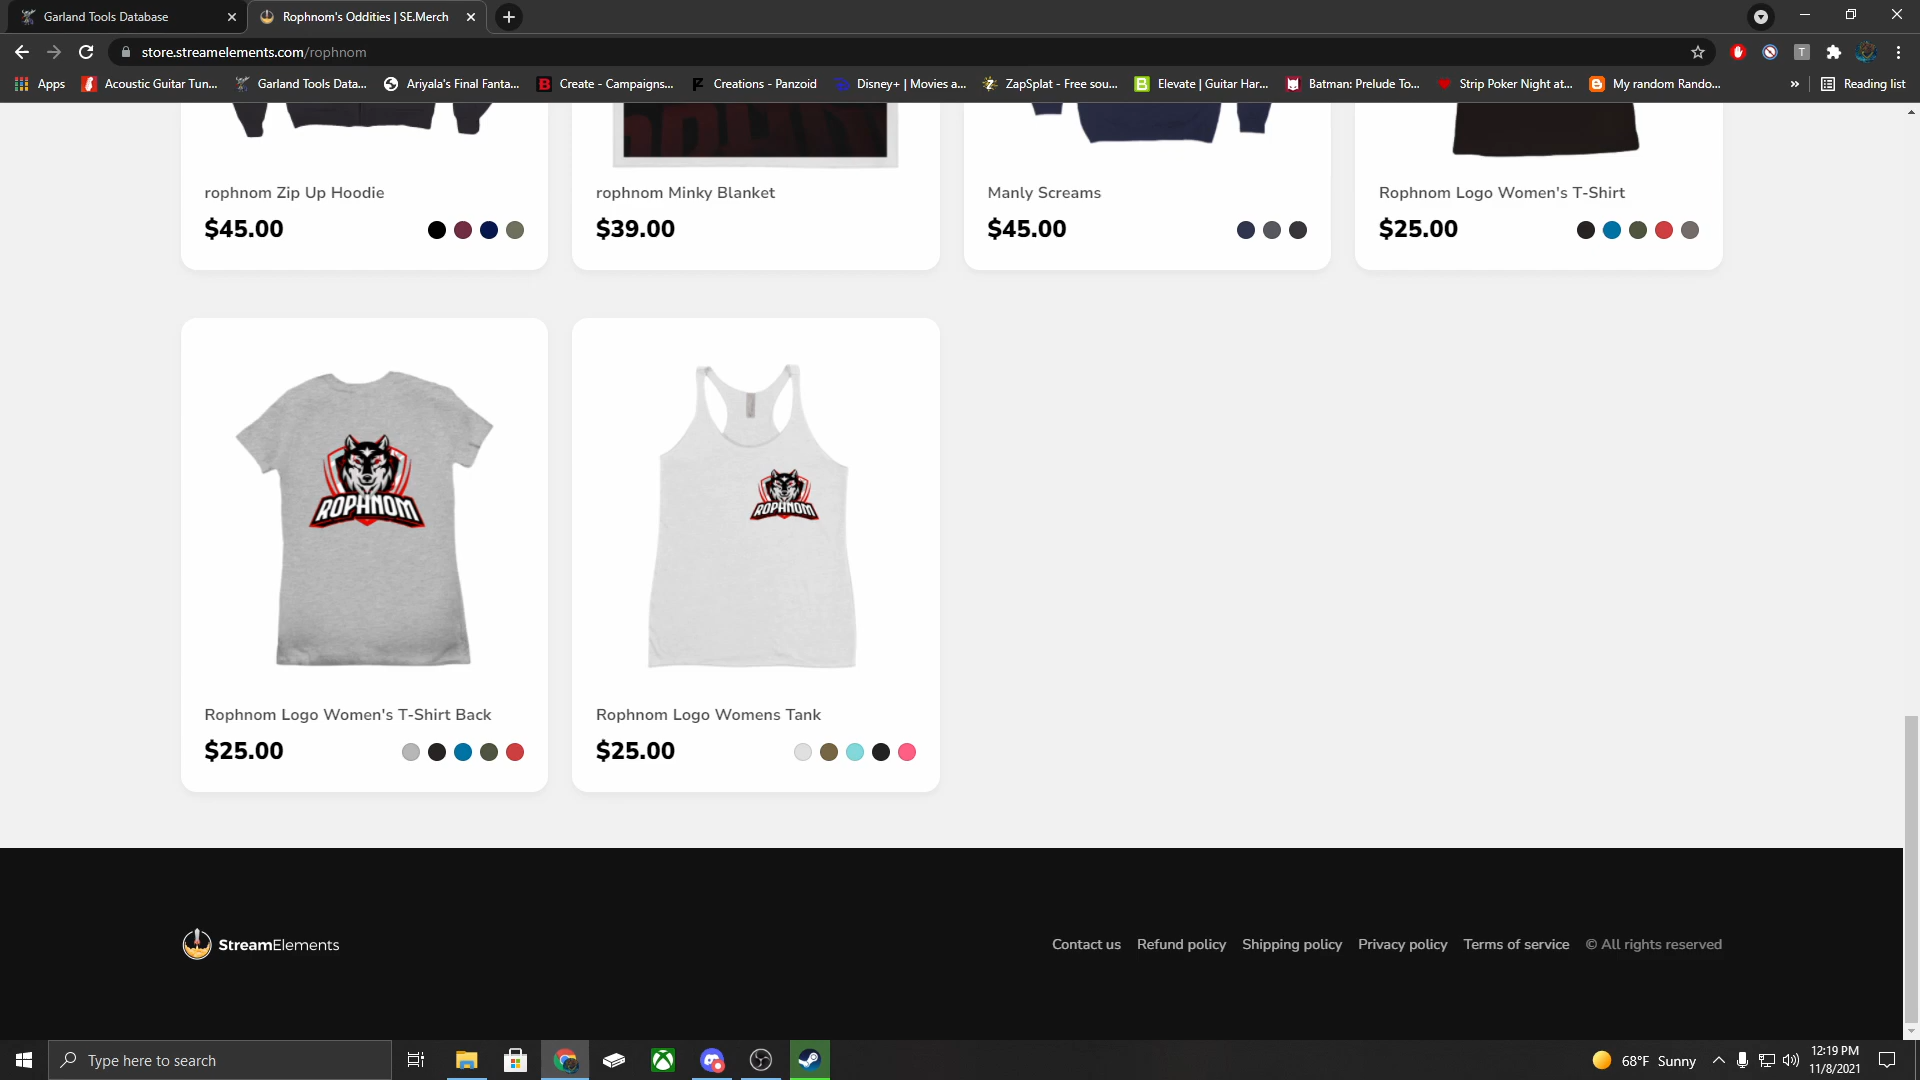 Garland Tools Database
Rophnom's Oddities | SE.Merch
store.streamelements.com/rophnom
Apps
Acoustic Guitar Tun...
Garland Tools Data...
Ariyala's Final Fanta...
Create - Campaigns...
Creations - Panzoid
Disney+ | Movies a...
ZapSplat - Free sou...
Elevate | Guitar Har...
Batman: Prelude To...
Strip Poker Night at...
My random Rando...
»
Reading list
rophnom Zip Up Hoodie
$45.00
rophnom Minky Blanket
$39.00
Manly Screams
$45.00
Rophnom Logo Women's T-Shirt
$25.00
ROPHNOM
Rophnom Logo Women's T-Shirt Back
$25.00
ROPHNOM
Rophnom Logo Womens Tank
$25.00
StreamElements
Contact us Refund policy Shipping policy Privacy policy Terms of service © All rights reserved
Type here to search
68°F Sunny
12:19 PM
11/8/2021